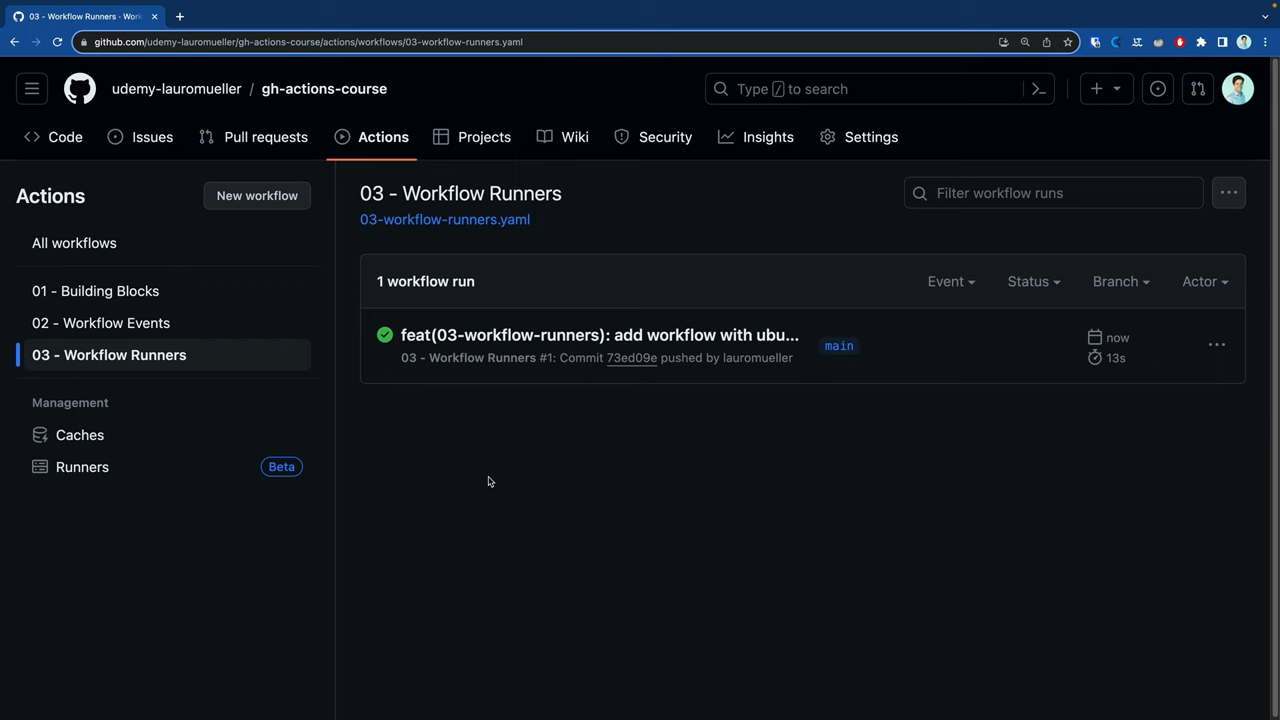 03 - Workflow Runners · Work
github.com/udemy-lauromueller/gh-actions-course/actions/workflows/03-workflow-runners.yaml
udemy-lauromueller / gh-actions-course
Type / to search
Code
Issues
Pull requests
Actions
Projects
Wiki
Security
Insights
Settings
Actions
New workflow
All workflows
01 - Building Blocks
02 - Workflow Events
03 - Workflow Runners
Management
Caches
Runners
Beta
03 - Workflow Runners
03-workflow-runners.yaml
Filter workflow runs
1 workflow run
Event
Status
Branch
Actor
feat(03-workflow-runners): add workflow with ubu...
03 - Workflow Runners #1: Commit 73ed09e pushed by lauromueller
main
now
13s